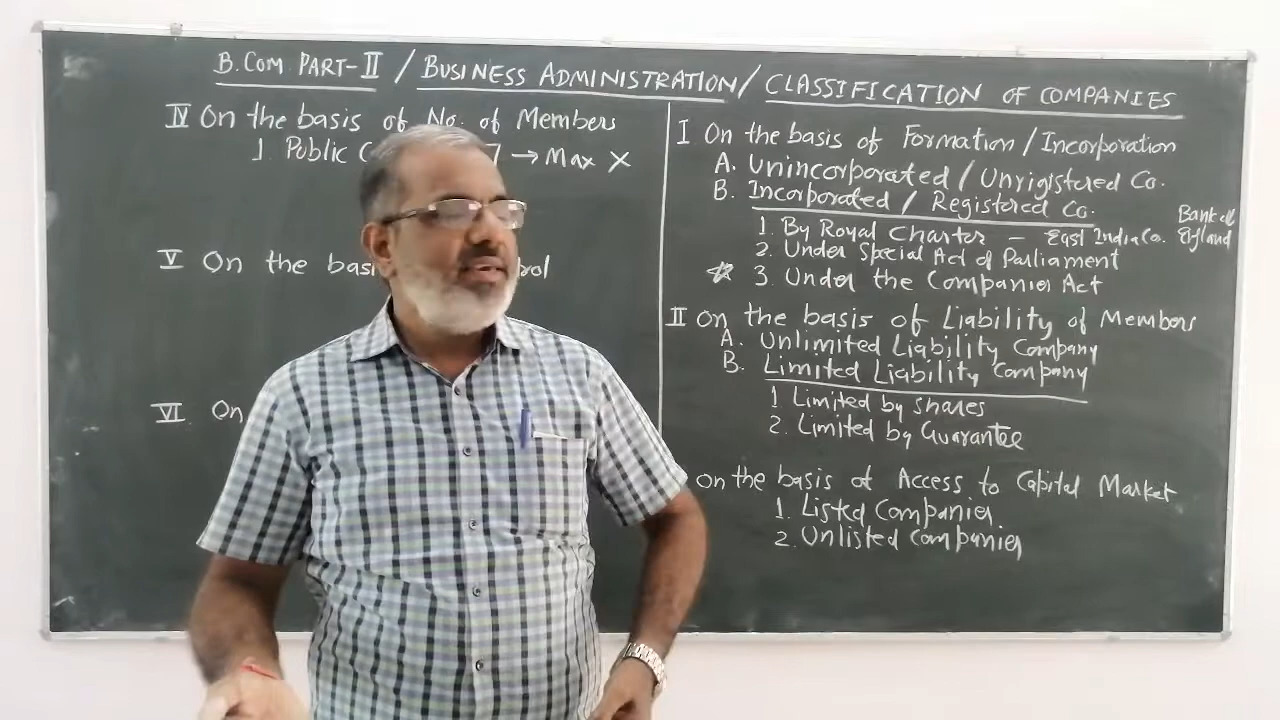 B.COM. PART-II / BUSINESS ADMINISTRATION / CLASSIFICATION OF COMPANIES
IV On the basis of No. of Members
1. Public C 7 → Max X
V On the basi rol
VI On
I On the basis of Formation / Incorporation
A. Unincorporated / Unrigistered Co.
B. Incorporated / Registered Co.
1. By Royal Charter – East India Co. Bank of England
2. Under Special Act of Parliament
☆ 3. Under the Companies Act
II On the basis of Liability of Members
A. Unlimited Liability Company
B. Limited Liability Company
1 Limited by shares
2. Limited by Guarantee
On the basis of Access to Capital Market
1. Listed Companies
2. Unlisted Companies